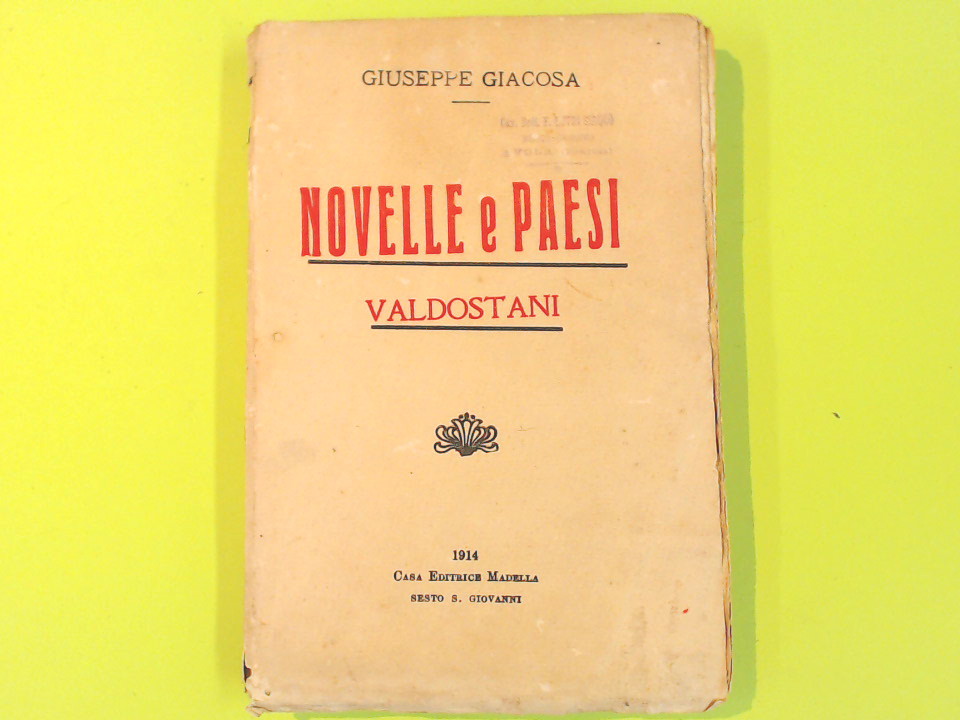 GIUSEPPE GIACOSA
NOVELLE e PAESI
VALDOSTANI
1914
CASA EDITRICE MADELLA
SESTO S. GIOVANNI